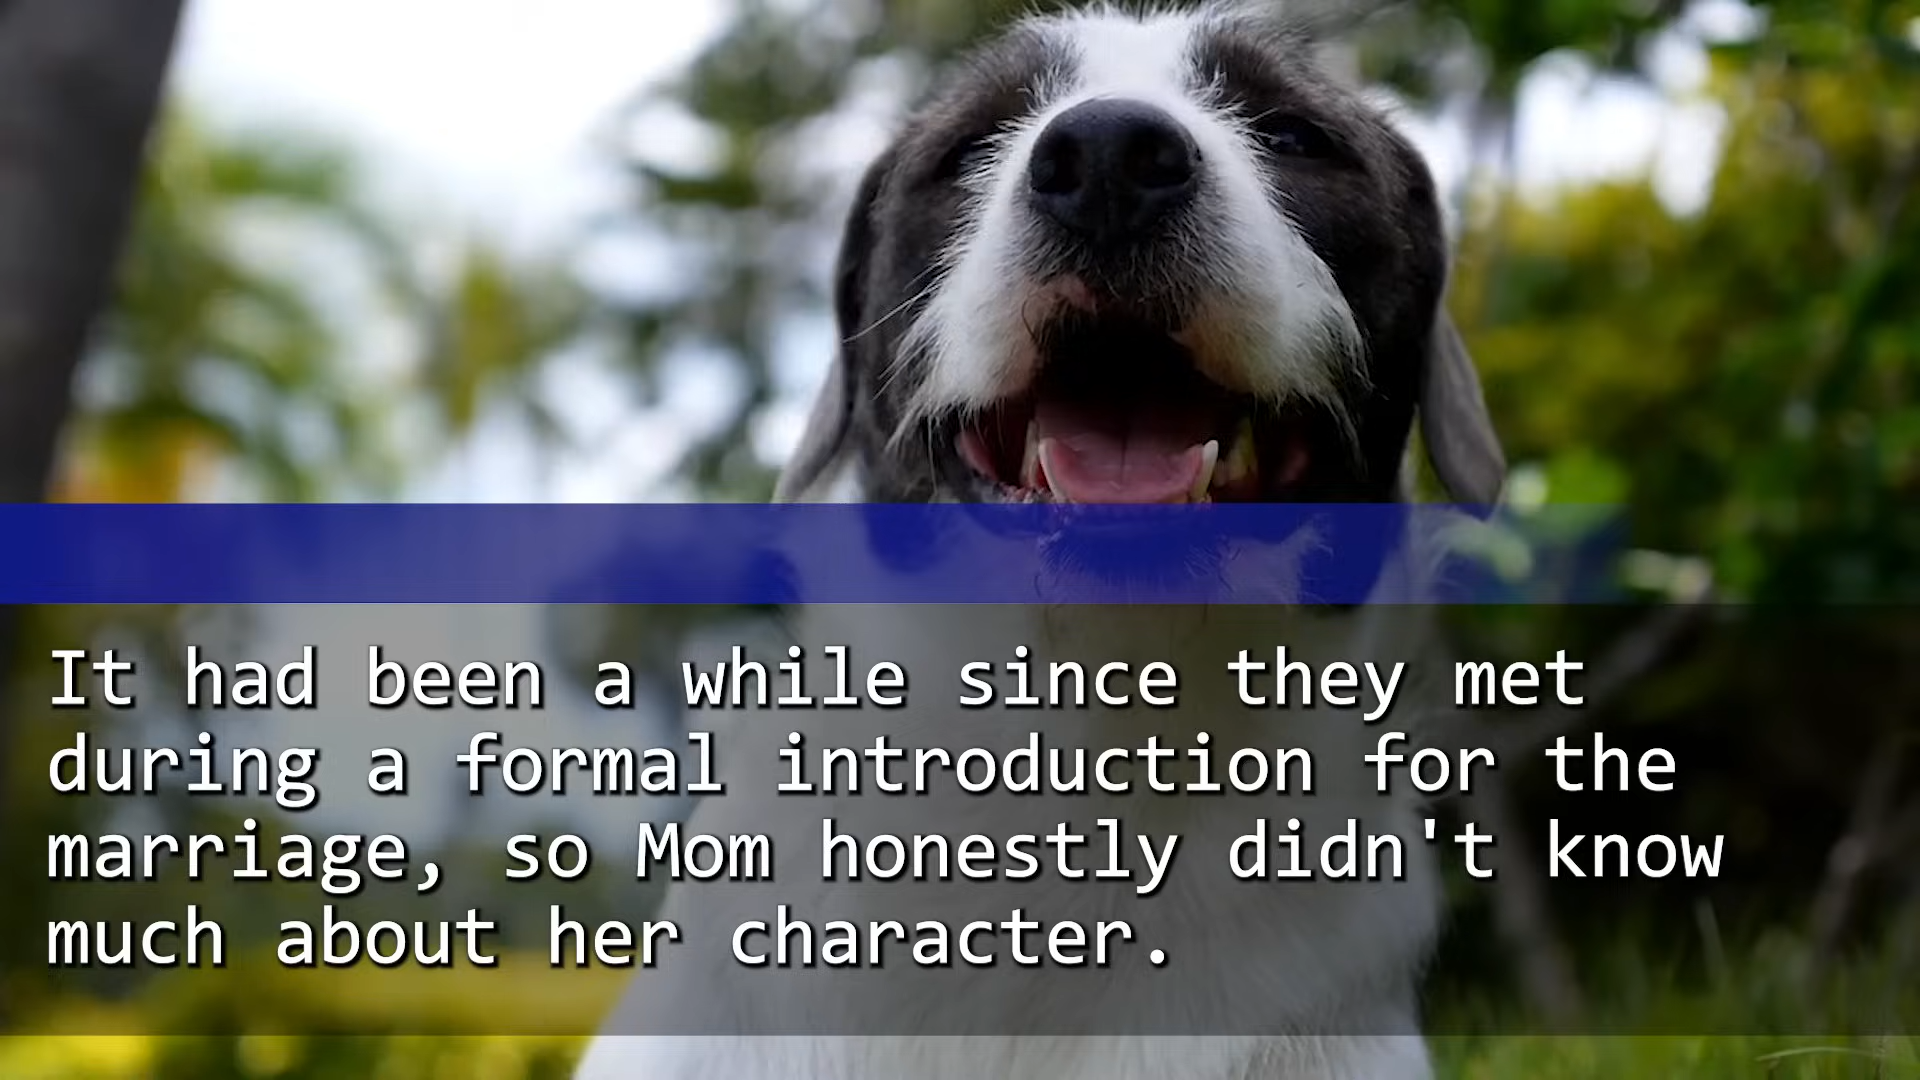 It had been a while since they met
during a formal introduction for the
marriage, so Mom honestly didn't know
much about her character.